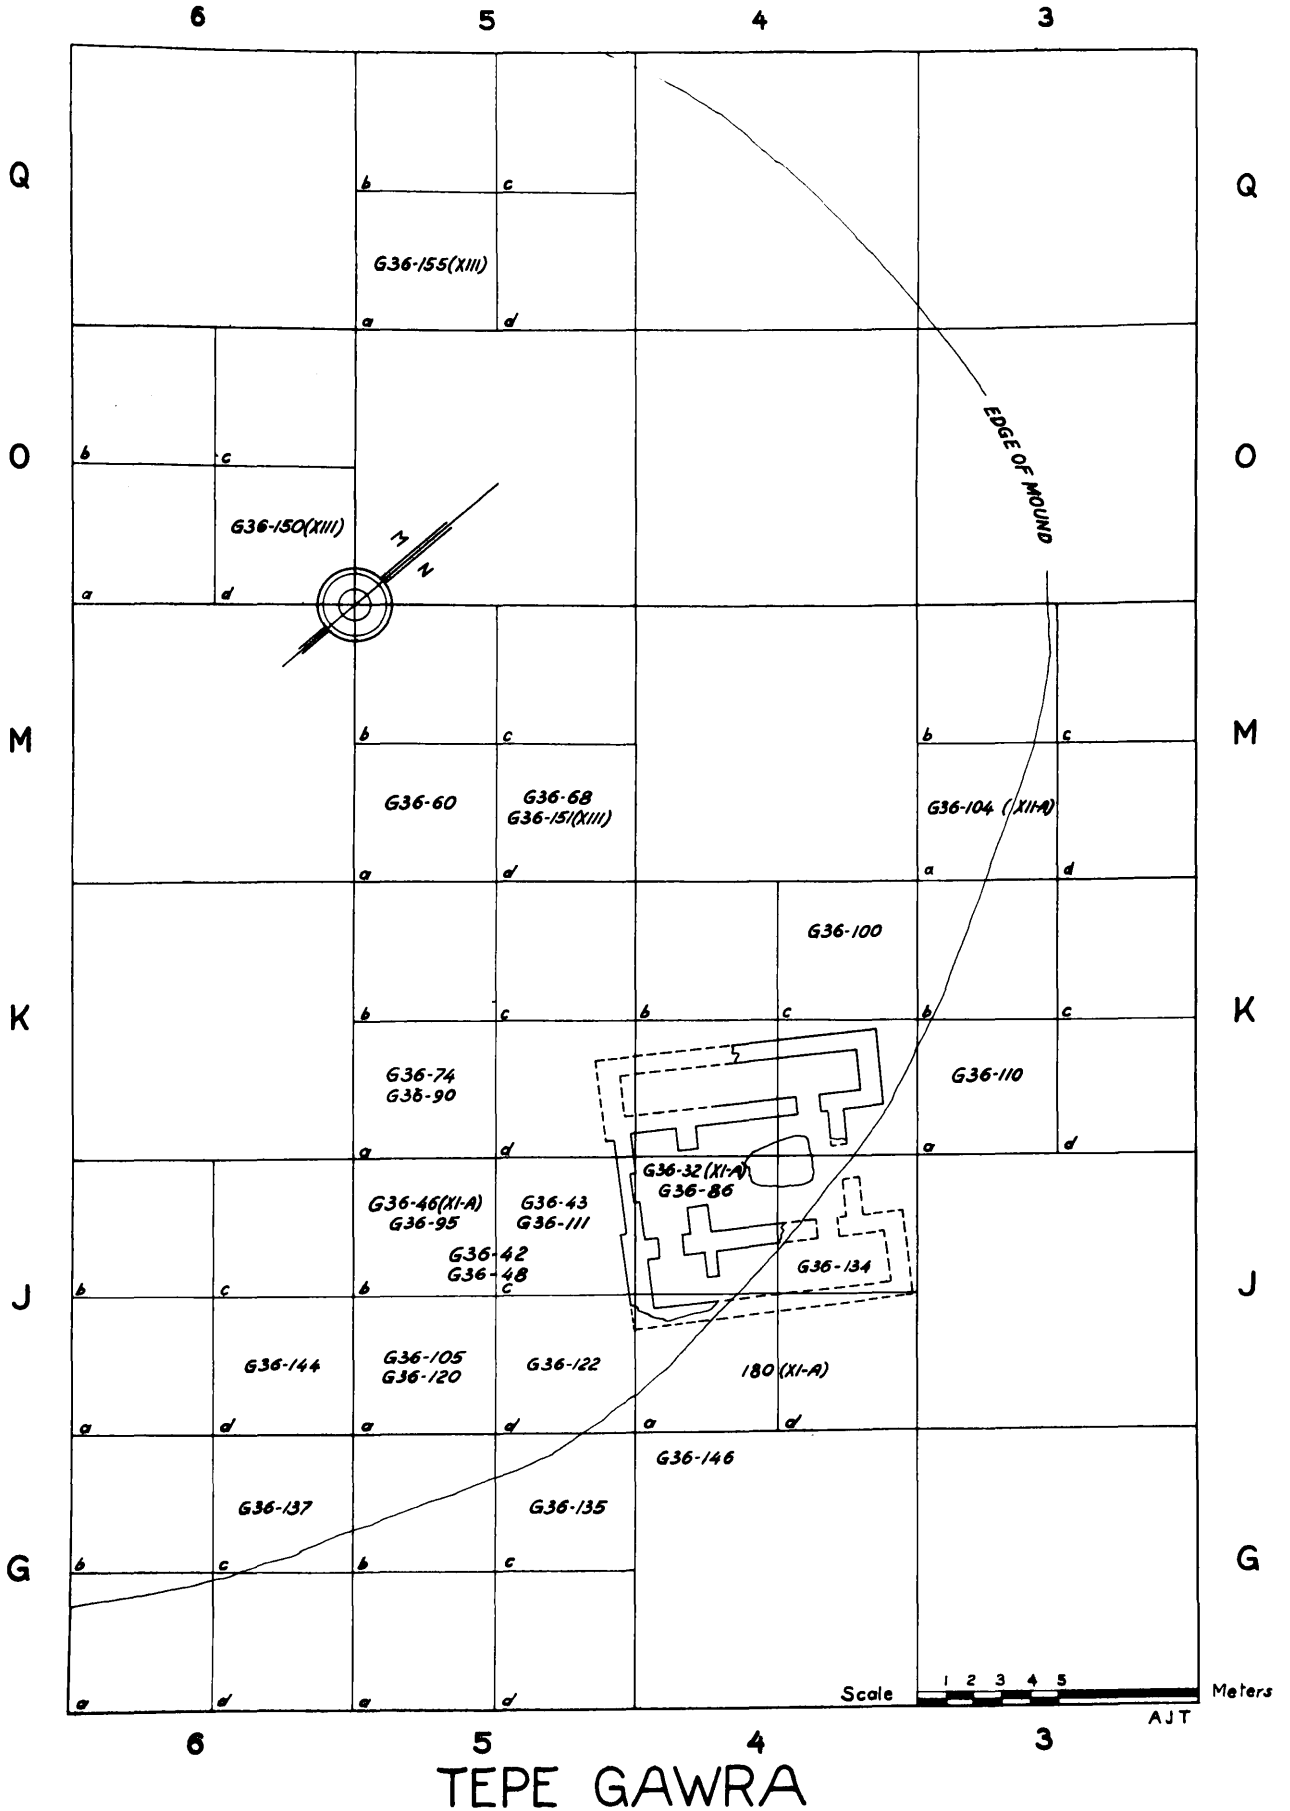 6 5 4 3
Q Q
b c
G36-155(XIII)
a d
EDGE OF MOUND
O O
b c
G36-150(XIII)
M
N
a d
M M
b c b c
G36-60
G36-68
G36-151(XIII)
G36-104 (XII-A)
a d a d
G36-100
K K
b c b c b c
G36-74
G36-90
G36-110
a d a d
G36-32(XI-A)
G36-86
G36-46(XI-A)
G36-95
G36-43
G36-111
G36-42
G36-48
G36-134
J J
b c b c
G36-144
G36-105
G36-120
G36-122
180 (XI-A)
a d a d a d
G36-146
G36-137
G36-135
G G
b c b c
a d a d
Scale 1 2 3 4 5 Meters
AJT
6 5 4 3
TEPE GAWRA